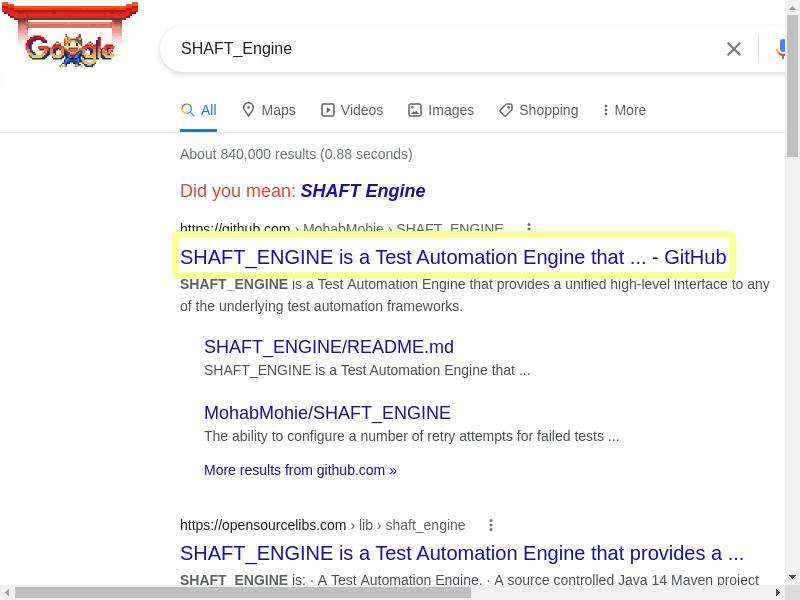 Google
SHAFT_Engine
All Maps Videos Images Shopping More
About 840,000 results (0.88 seconds)
Did you mean: SHAFT Engine
https://github.com › MohabMohie › SHAFT_ENGINE
SHAFT_ENGINE is a Test Automation Engine that ... - GitHub
SHAFT_ENGINE is a Test Automation Engine that provides a unified high-level interface to any
of the underlying test automation frameworks.
SHAFT_ENGINE/README.md
SHAFT_ENGINE is a Test Automation Engine that ...
MohabMohie/SHAFT_ENGINE
The ability to configure a number of retry attempts for failed tests ...
More results from github.com »
https://opensourcelibs.com › lib › shaft_engine
SHAFT_ENGINE is a Test Automation Engine that provides a ...
SHAFT_ENGINE is: · A Test Automation Engine. · A source controlled Java 14 Maven project